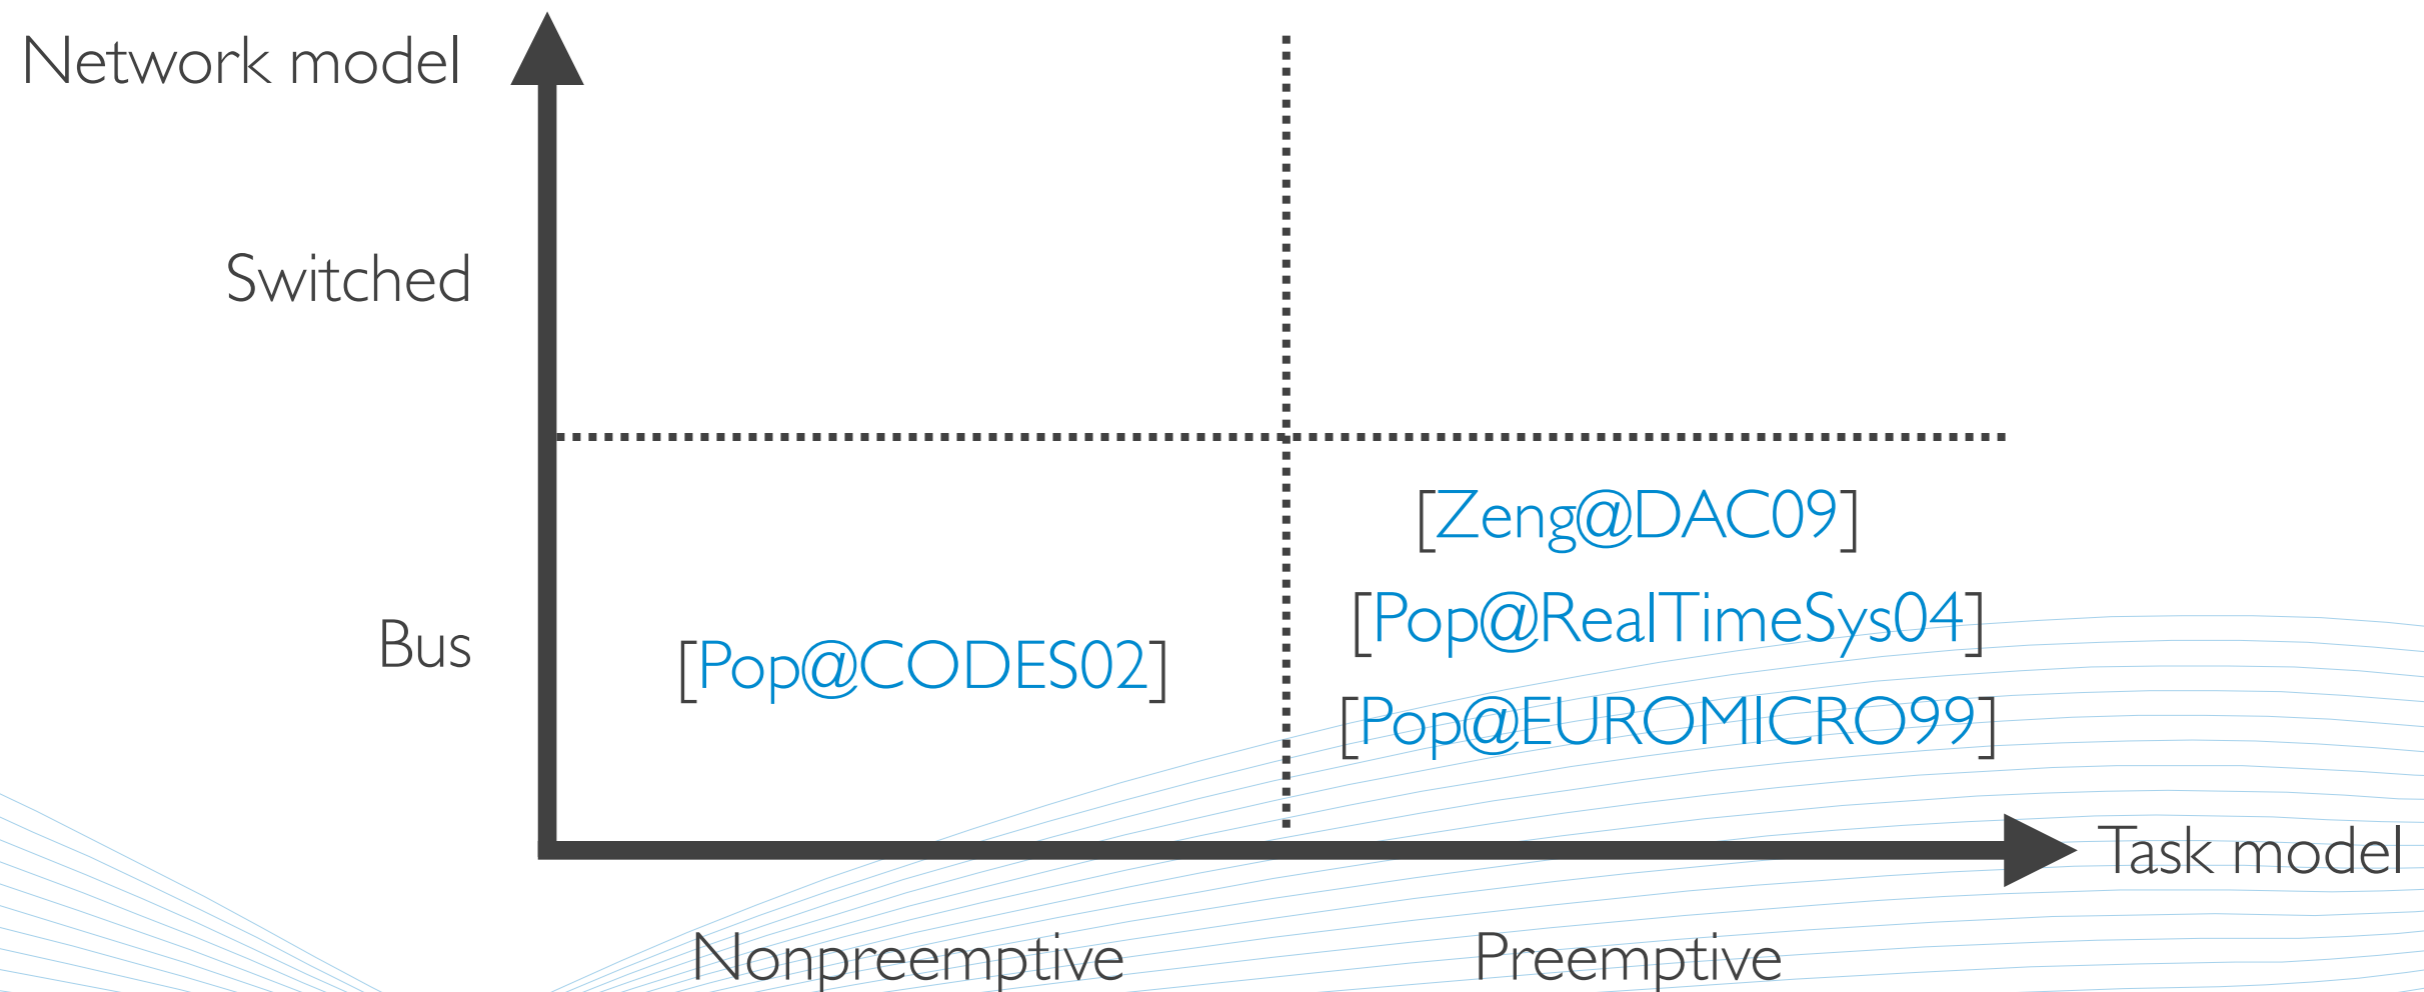 Network model
Switched
[Zeng@DAC09]
[Pop@RealTimeSys04]
Bus
[Pop@CODES02]
[Pop@EUROMICRO99]
Task model
Nonpreemptive
Preemptive